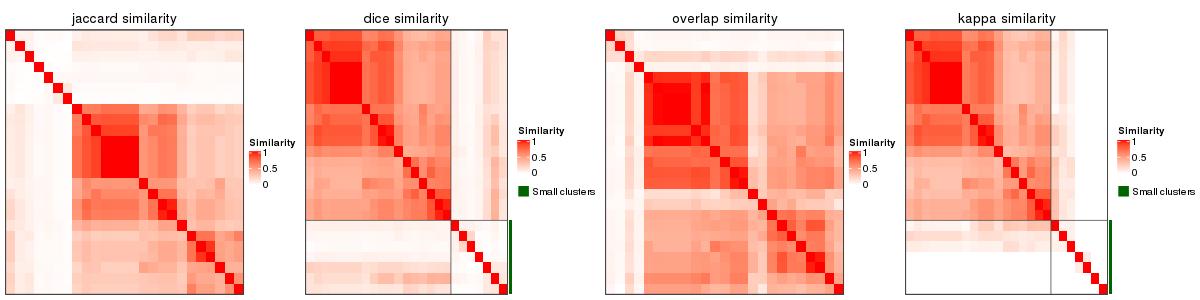 jaccard similarity
Similarity
1
0.5
0
dice similarity
Similarity
1
0.5
0
Small clusters
overlap similarity
Similarity
1
0.5
0
kappa similarity
Similarity
1
0.5
0
Small clusters